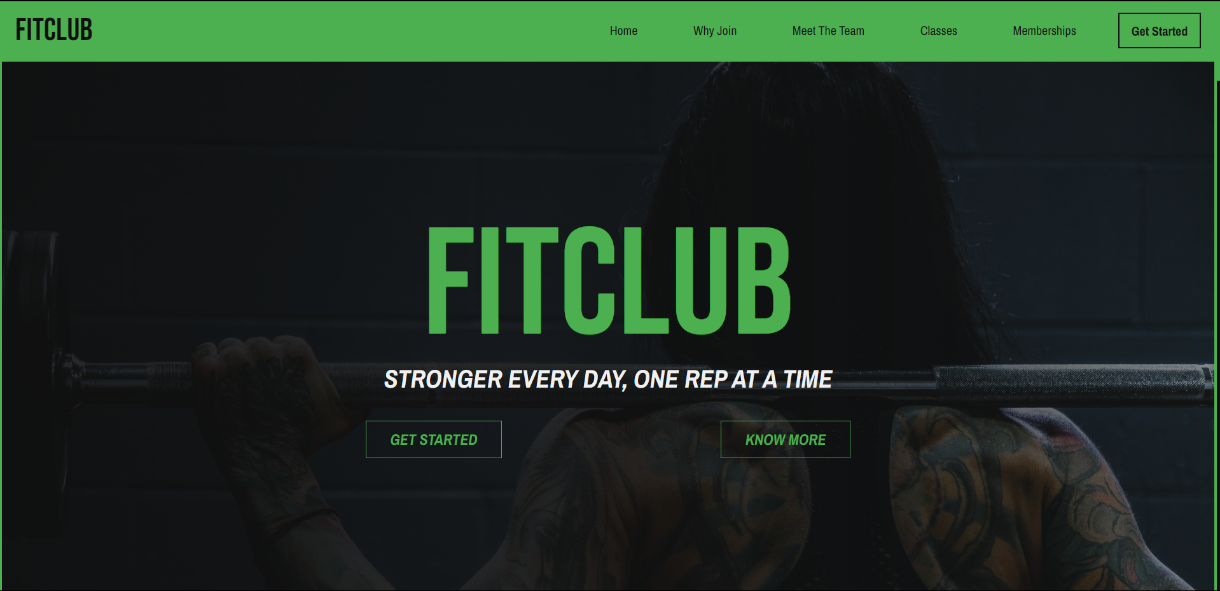 FITCLUB
Home Why Join Meet The Team Classes Memberships Get Started
FITCLUB
STRONGER EVERY DAY, ONE REP AT A TIME
GET STARTED KNOW MORE